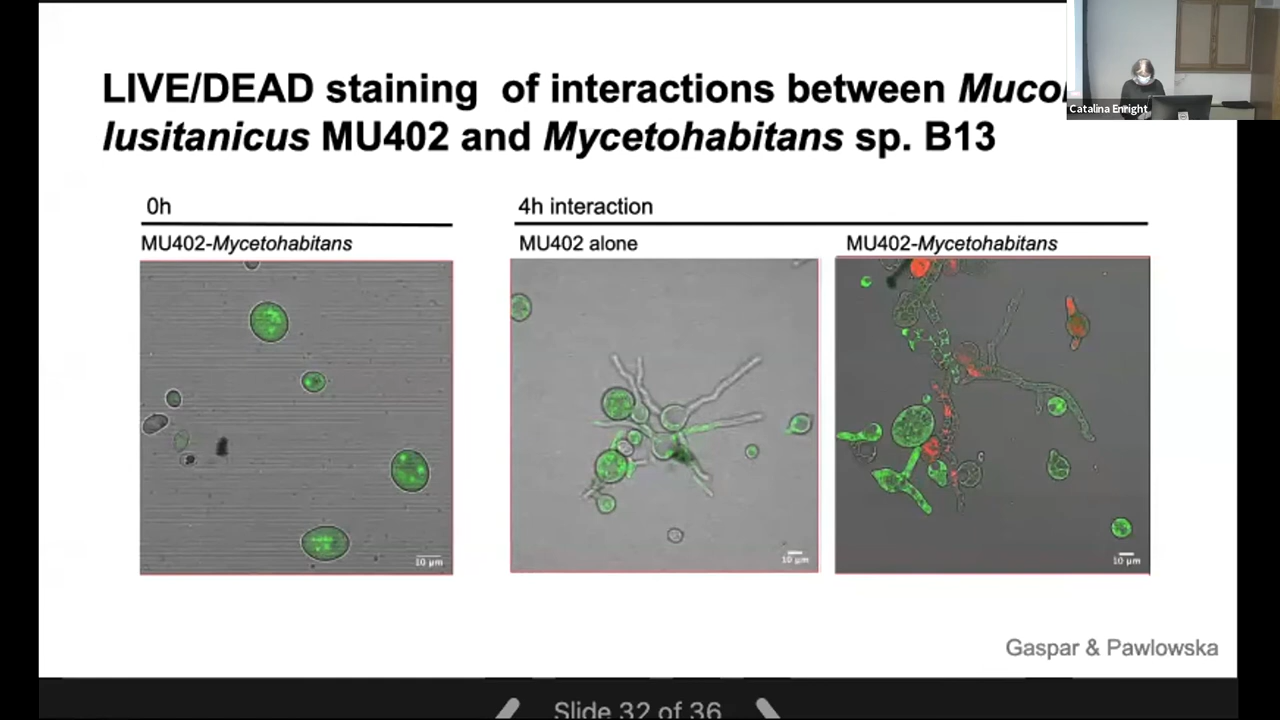 LIVE/DEAD staining of interactions between Muco
Catalina Enright
lusitanicus MU402 and Mycetohabitans sp. B13
0h
4h interaction
MU402-Mycetohabitans
MU402 alone
MU402-Mycetohabitans
10 µm
10 µm
10 µm
Gaspar & Pawlowska
Slide 32 of 36